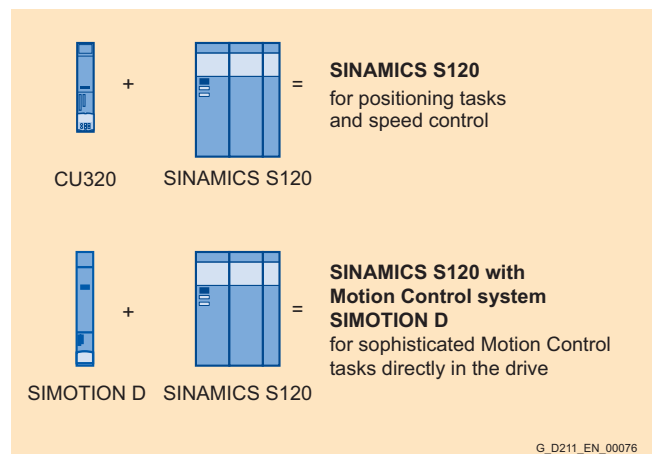 +
=
SINAMICS S120
for positioning tasks
and speed control
CU320
SINAMICS S120
+
=
SINAMICS S120 with
Motion Control system
SIMOTION D
for sophisticated Motion Control
tasks directly in the drive
SIMOTION D
SINAMICS S120
G_D211_EN_00076